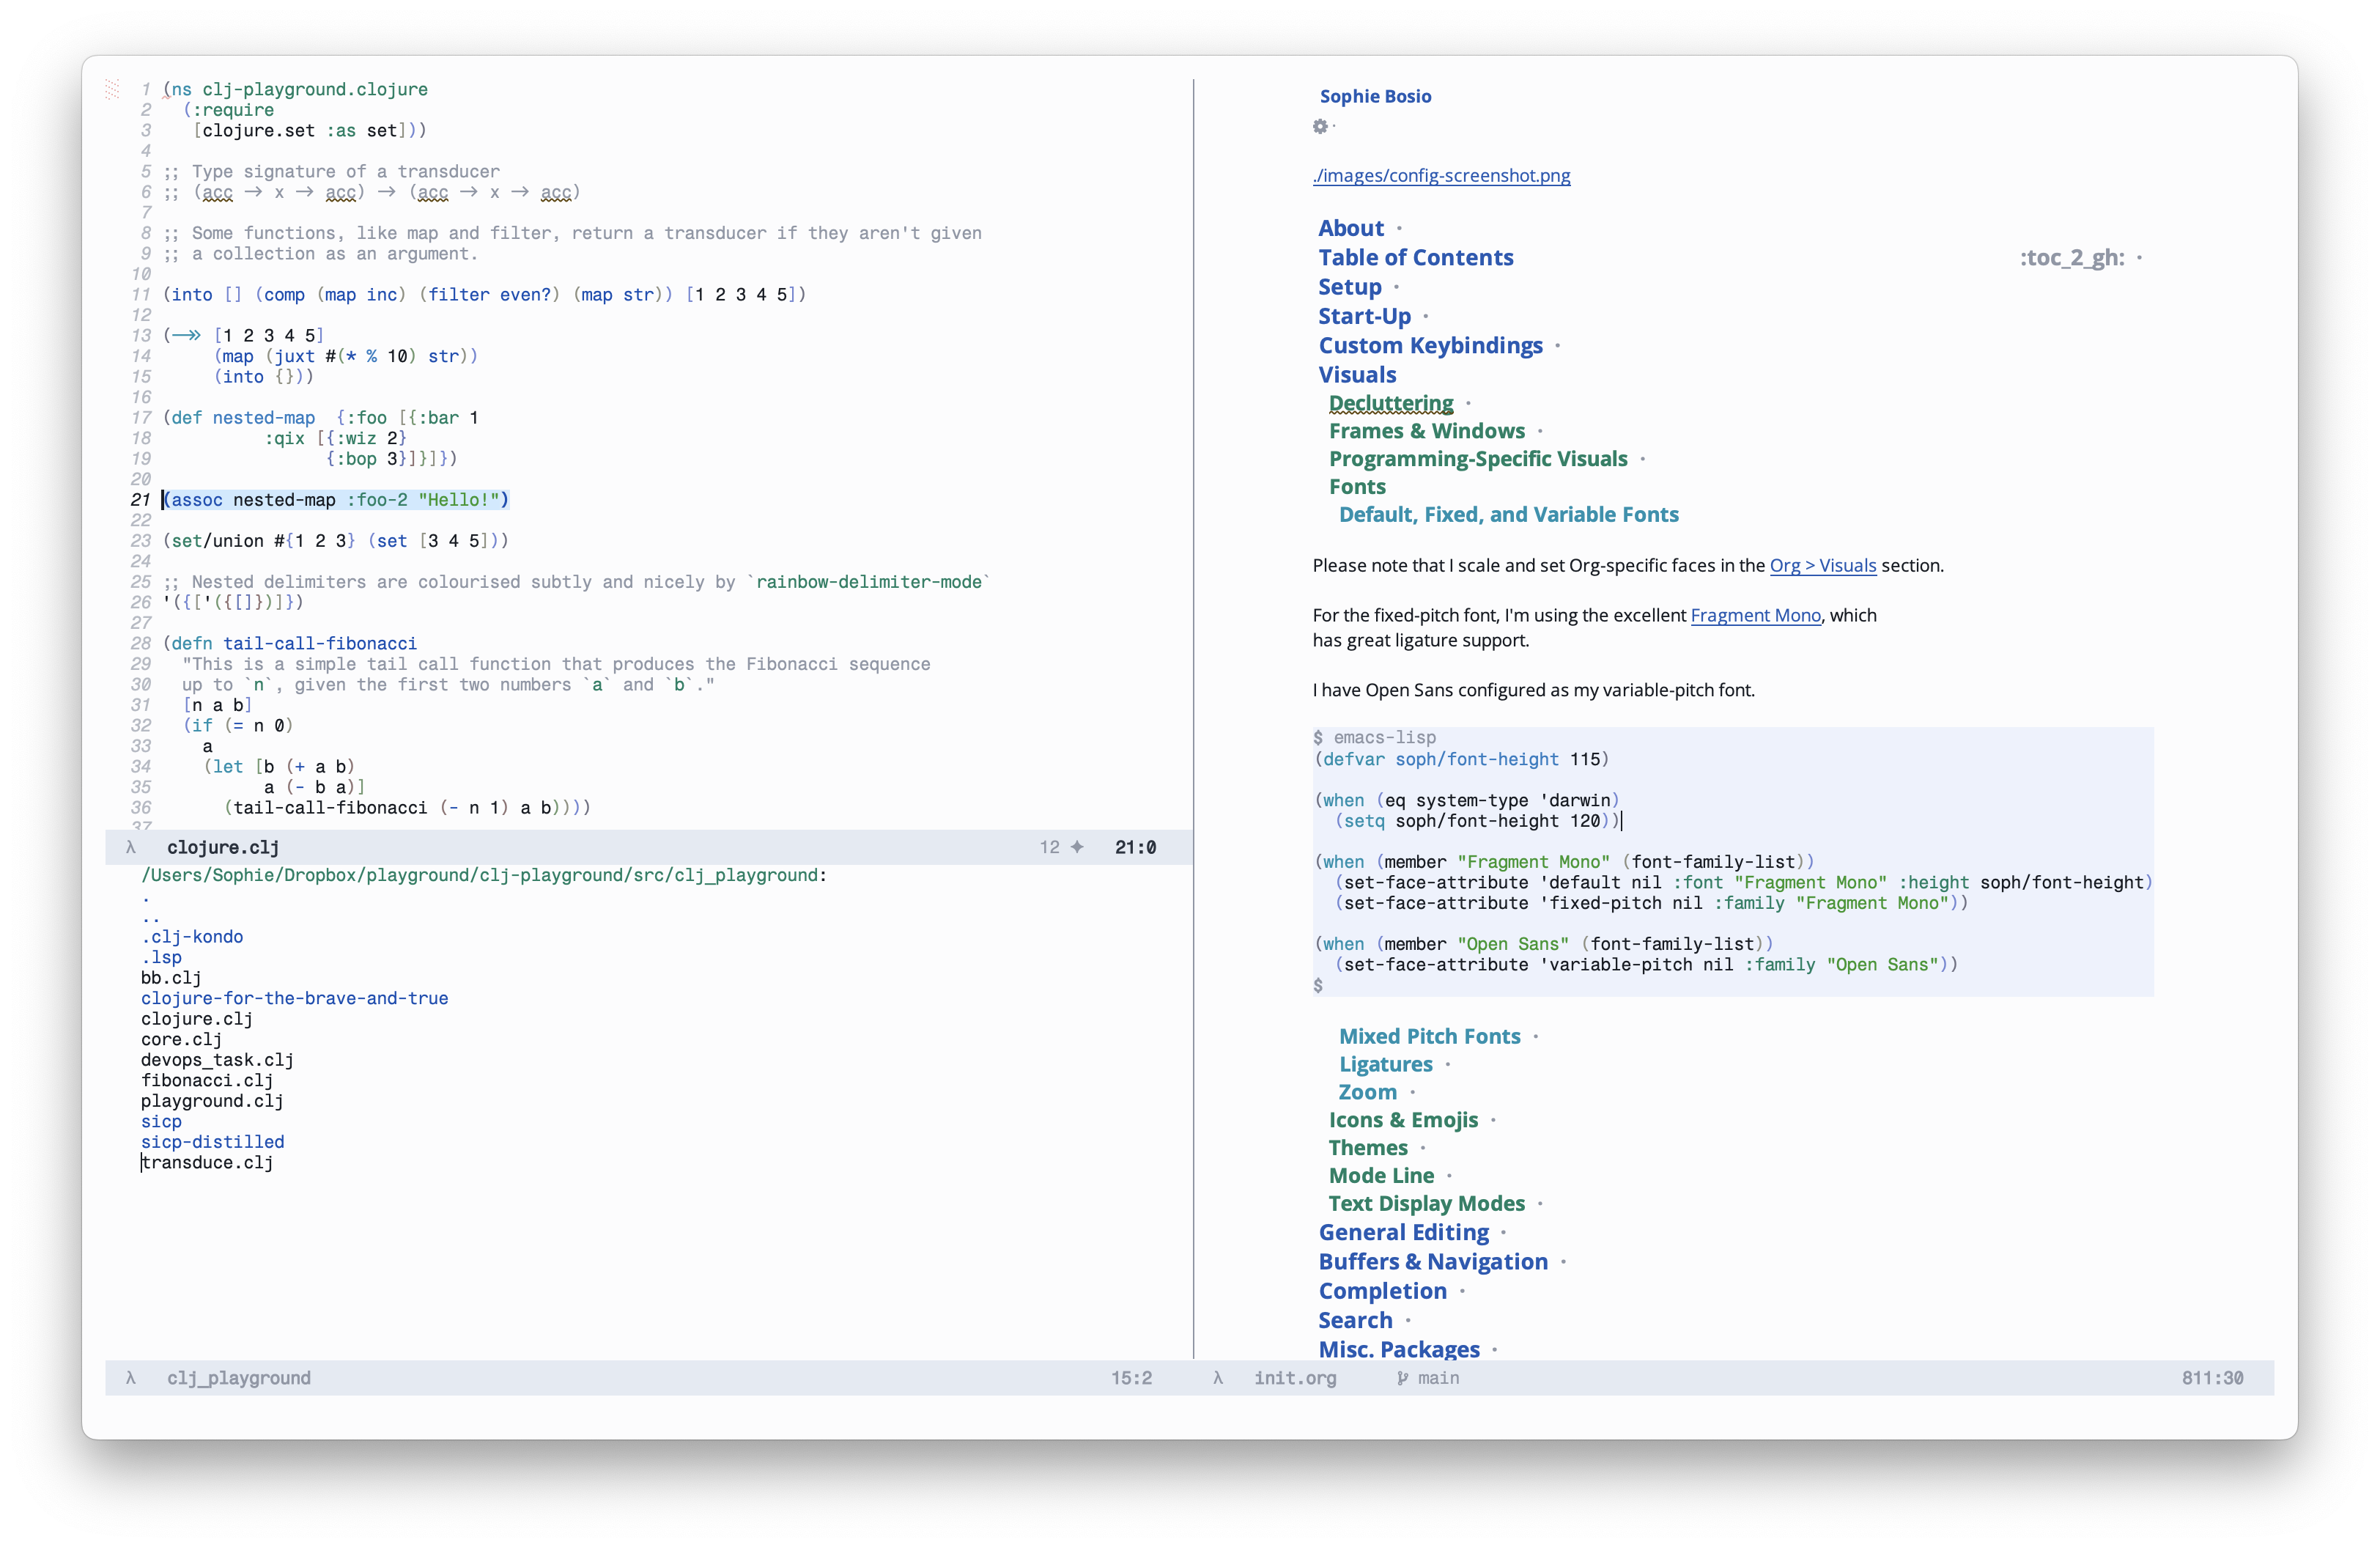 1 (ns clj-playground.clojure
2   (:require
3    [clojure.set :as set]))
4
5 ;; Type signature of a transducer
6 ;; (acc → x → acc) → (acc → x → acc)
7
8 ;; Some functions, like map and filter, return a transducer if they aren't given
9 ;; a collection as an argument.
10
11 (into [] (comp (map inc) (filter even?) (map str)) [1 2 3 4 5])
12
13 (->> [1 2 3 4 5]
14      (map (juxt #(* % 10) str))
15      (into {}))
16
17 (def nested-map  {:foo [{:bar 1
18           :qix [{:wiz 2}
19                 {:bop 3}]}]})
20
21 (assoc nested-map :foo-2 "Hello!")
22
23 (set/union #{1 2 3} (set [3 4 5]))
24
25 ;; Nested delimiters are colourised subtly and nicely by `rainbow-delimiter-mode`
26 '({['({[]})]})
27
28 (defn tail-call-fibonacci
29   "This is a simple tail call function that produces the Fibonacci sequence
30   up to `n`, given the first two numbers `a` and `b`."
31   [n a b]
32   (if (= n 0)
33     a
34     (let [b (+ a b)
35           a (- b a)]
36       (tail-call-fibonacci (- n 1) a b))))
37
λ clojure.clj 12 ✦ 21:0
/Users/Sophie/Dropbox/playground/clj-playground/src/clj_playground:
.
..
.clj-kondo
.lsp
bb.clj
clojure-for-the-brave-and-true
clojure.clj
core.clj
devops_task.clj
fibonacci.clj
playground.clj
sicp
sicp-distilled
transduce.clj
λ clj_playground 15:2
Sophie Bosio
·
./images/config-screenshot.png
About ·
Table of Contents :toc_2_gh: ·
Setup ·
Start-Up ·
Custom Keybindings ·
Visuals
Decluttering ·
Frames & Windows ·
Programming-Specific Visuals ·
Fonts
Default, Fixed, and Variable Fonts
Please note that I scale and set Org-specific faces in the Org > Visuals section.
For the fixed-pitch font, I'm using the excellent Fragment Mono, which
has great ligature support.
I have Open Sans configured as my variable-pitch font.
$ emacs-lisp
(defvar soph/font-height 115)
(when (eq system-type 'darwin)
  (setq soph/font-height 120))
(when (member "Fragment Mono" (font-family-list))
  (set-face-attribute 'default nil :font "Fragment Mono" :height soph/font-height)
  (set-face-attribute 'fixed-pitch nil :family "Fragment Mono"))
(when (member "Open Sans" (font-family-list))
  (set-face-attribute 'variable-pitch nil :family "Open Sans"))
$
Mixed Pitch Fonts ·
Ligatures ·
Zoom ·
Icons & Emojis ·
Themes ·
Mode Line ·
Text Display Modes ·
General Editing ·
Buffers & Navigation ·
Completion ·
Search ·
Misc. Packages ·
λ init.org main 811:30